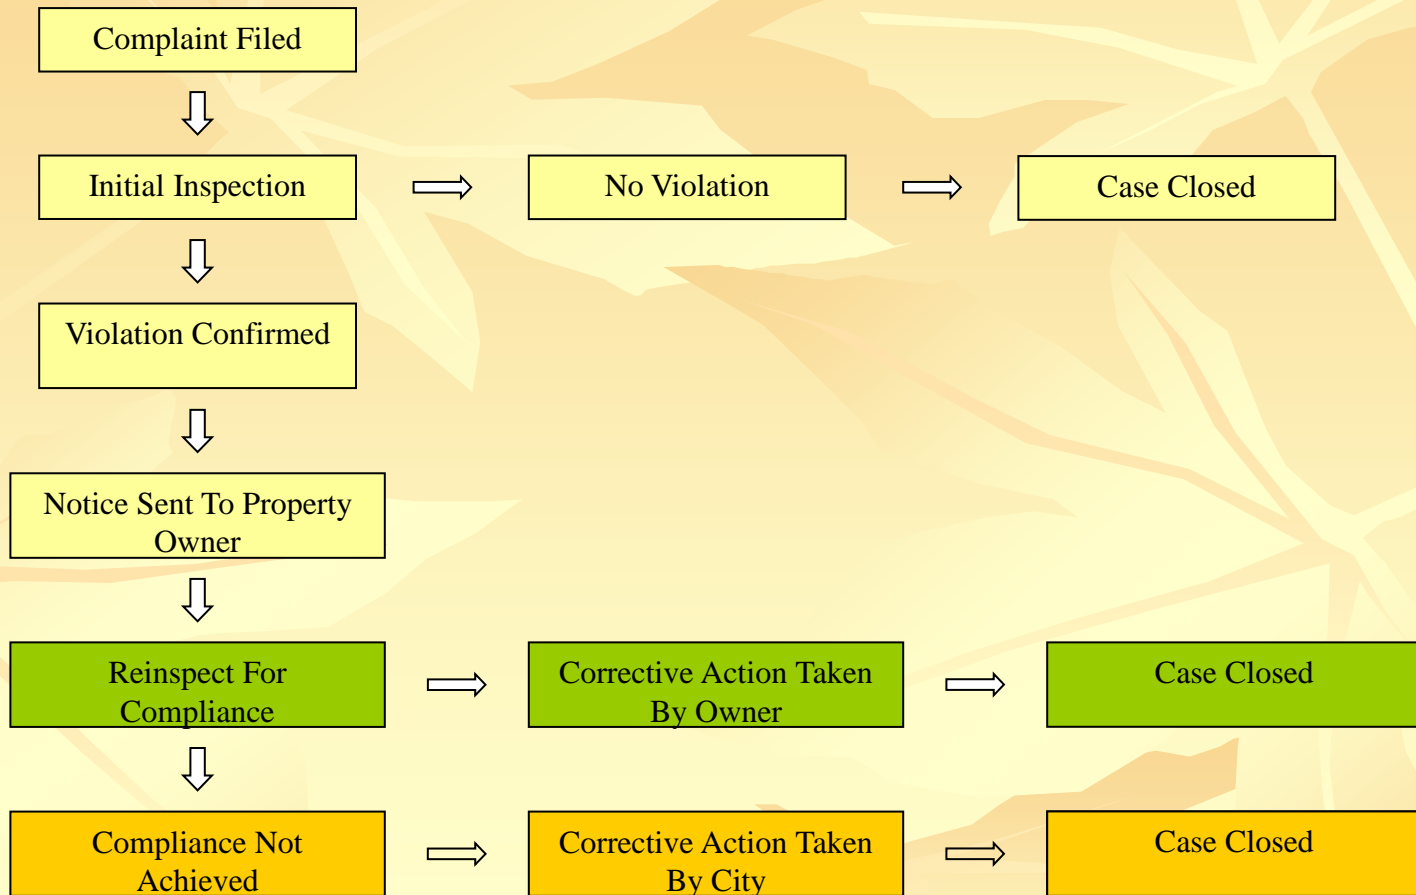 Complaint Filed
Initial Inspection
No Violation
Case Closed
Violation Confirmed
Notice Sent To Property
Owner
Reinspect For
Compliance
Corrective Action Taken
By Owner
Case Closed
Compliance Not
Achieved
Corrective Action Taken
By City
Case Closed